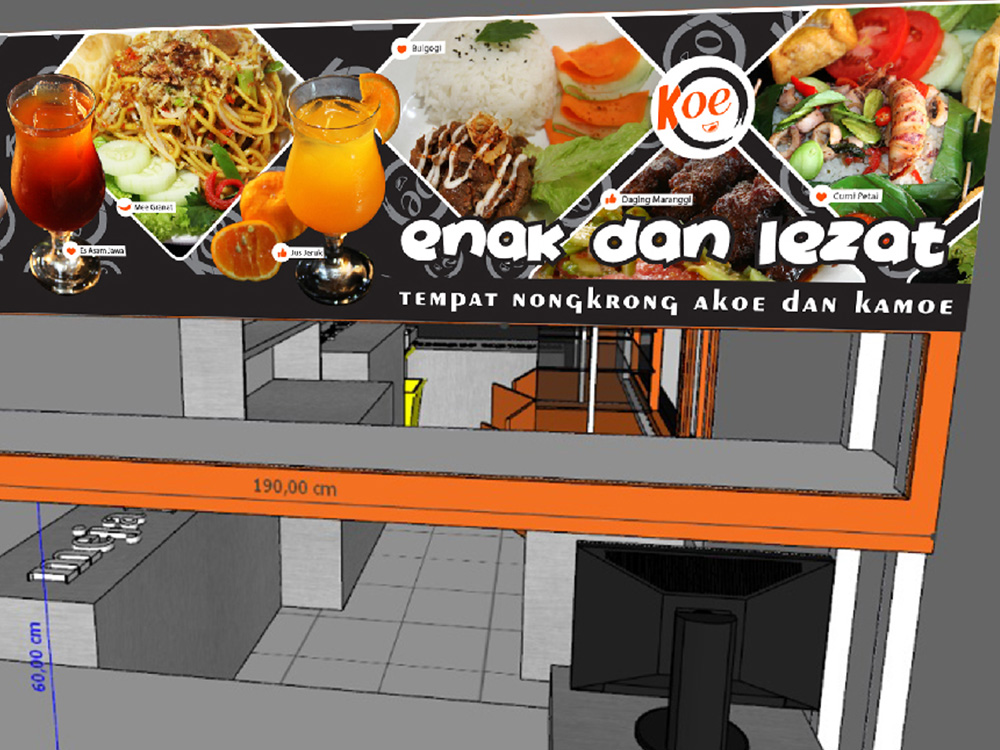 Bulgogi
Koe
Mee Granat
Es Asam Jawa
Jus Jeruk
Daging Maranggi
Cumi Petai
enak dan lezat
TEMPAT NONGKRONG AKOE dAN KAMOE
190,00 cm
60,00 cm